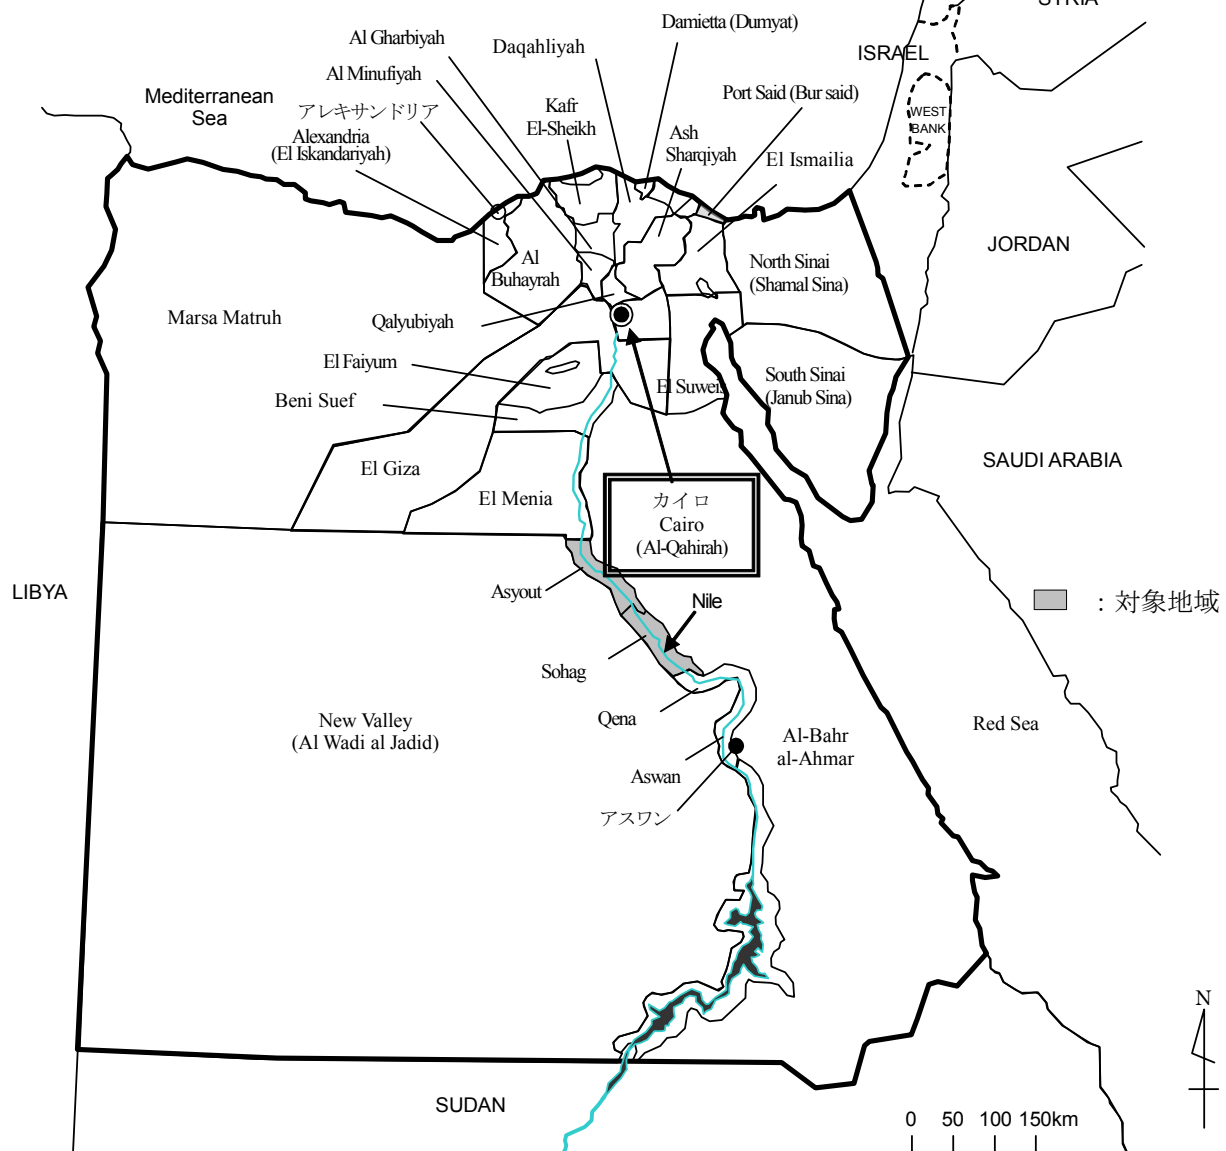 SYRIA
Damietta (Dumyat)
Al Gharbiyah
Daqahliyah
ISRAEL
Al Minufiyah
Port Said (Bur said)
Mediterranean
Sea
アレキサンドリア
Kafr
El-Sheikh
WEST
BANK
Alexandria
(El Iskandariyah)
Ash
Sharqiyah
El Ismailia
JORDAN
Al
Buhayrah
North Sinai
(Shamal Sina)
Marsa Matruh
Qalyubiyah
El Faiyum
El Suweis
South Sinai
(Janub Sina)
Beni Suef
El Giza
SAUDI ARABIA
El Menia
カイロ
Cairo
(Al-Qahirah)
LIBYA
Asyout
Nile
：対象地域
Sohag
Qena
New Valley
(Al Wadi al Jadid)
Red Sea
Al-Bahr
al-Ahmar
Aswan
アスワン
N
SUDAN
0 50 100 150km